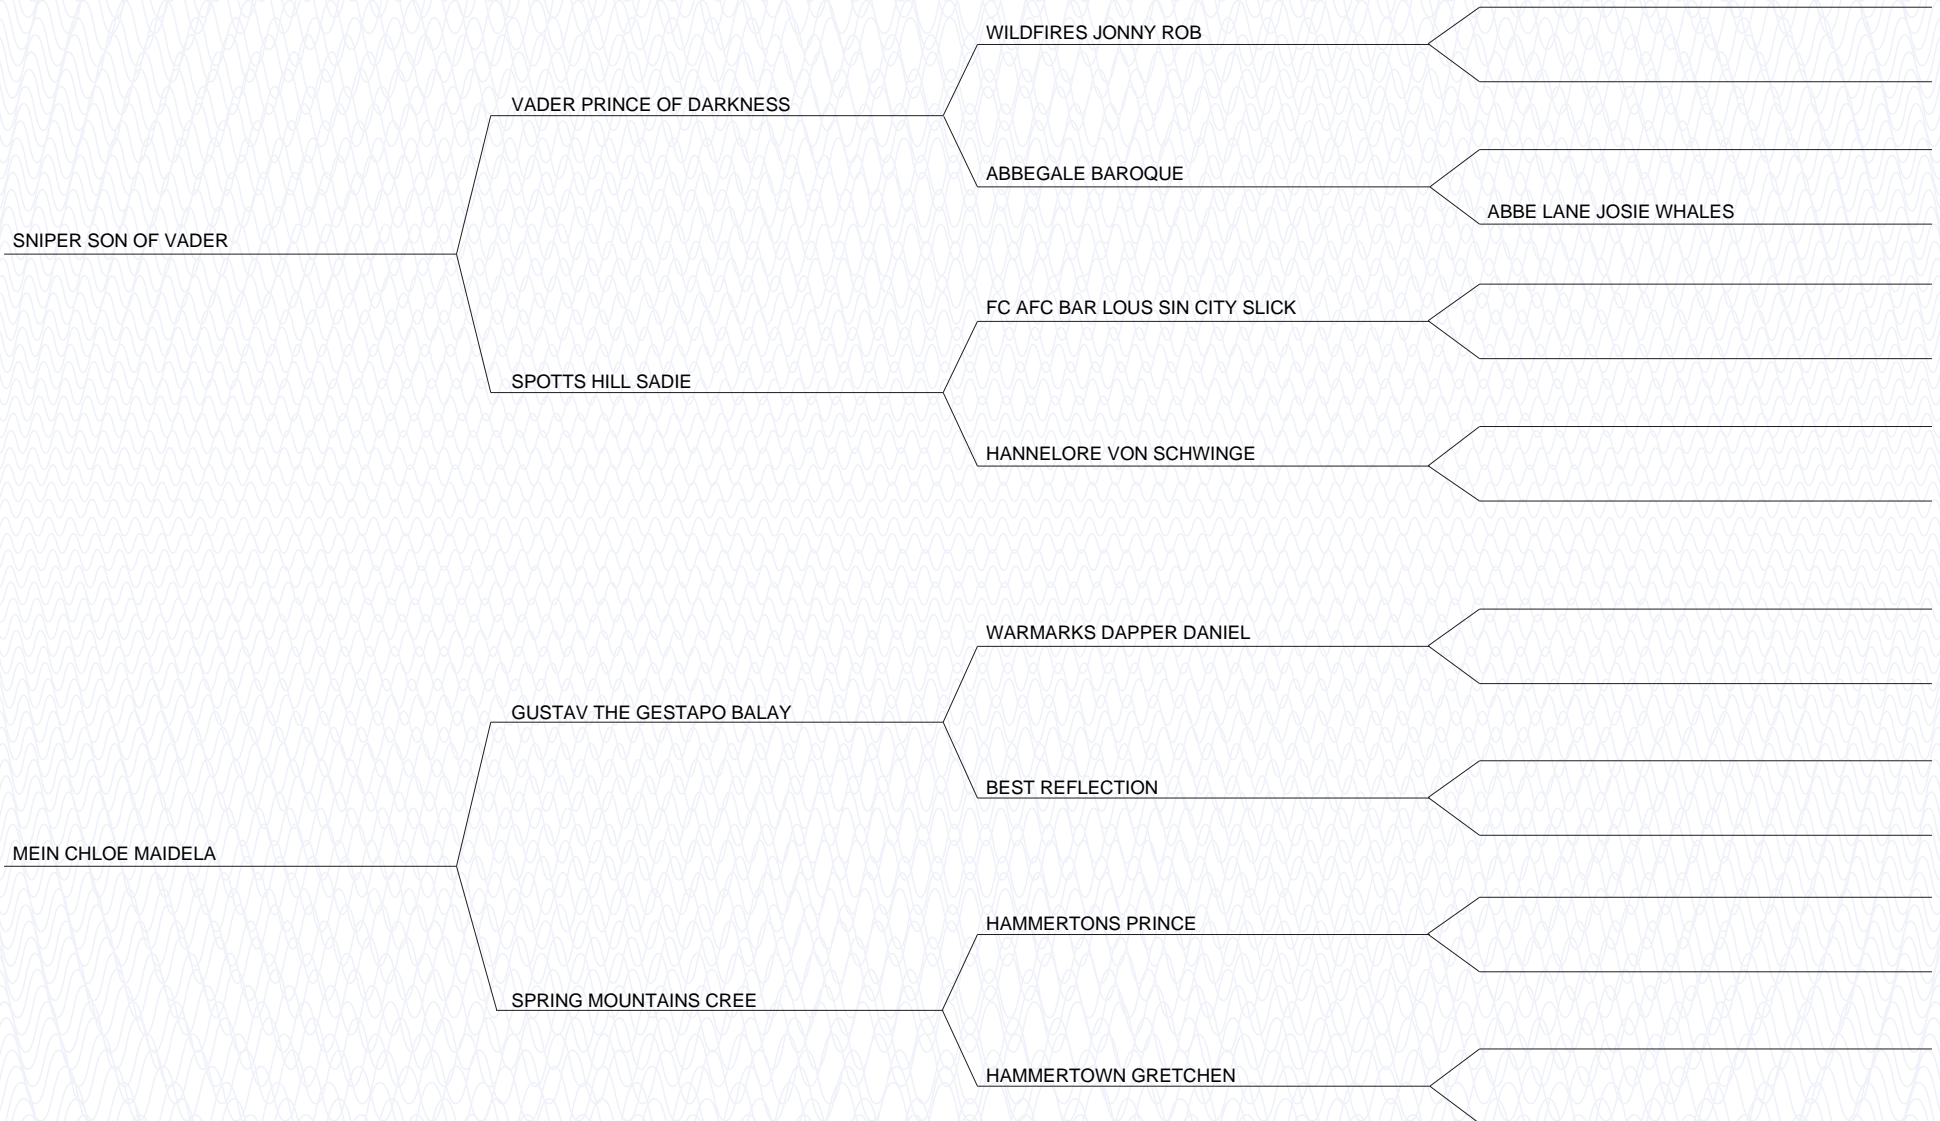 WILDFIRES JONNY ROB
VADER PRINCE OF DARKNESS
ABBEGALE BAROQUE
ABBE LANE JOSIE WHALES
SNIPER SON OF VADER
FC AFC BAR LOUS SIN CITY SLICK
SPOTTS HILL SADIE
HANNELORE VON SCHWINGE
WARMARKS DAPPER DANIEL
GUSTAV THE GESTAPO BALAY
BEST REFLECTION
MEIN CHLOE MAIDELA
HAMMERTONS PRINCE
SPRING MOUNTAINS CREE
HAMMERTOWN GRETCHEN